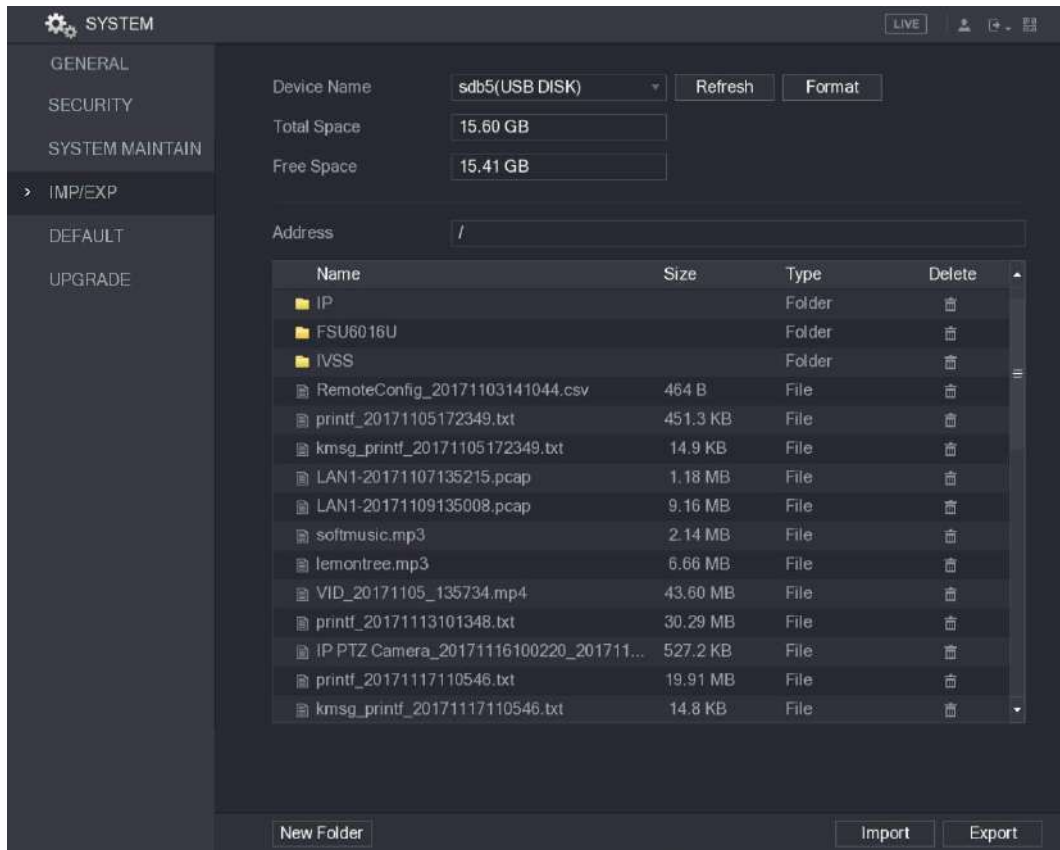 SYSTEM LIVE
GENERAL
SECURITY
SYSTEM MAINTAIN
IMP/EXP
DEFAULT
UPGRADE
Device Name sdb5(USB DISK) Refresh Format
Total Space 15.60 GB
Free Space 15.41 GB
Address /
Name Size Type Delete
IP Folder
FSU6016U Folder
IVSS Folder
RemoteConfig_20171103141044.csv 464 B File
printf_20171105172349.txt 451.3 KB File
kmsg_printf_20171105172349.txt 14.9 KB File
LAN1-20171107135215.pcap 1.18 MB File
LAN1-20171109135008.pcap 9.16 MB File
softmusic.mp3 2.14 MB File
lemontree.mp3 6.66 MB File
VID_20171105_135734.mp4 43.60 MB File
printf_20171113101348.txt 30.29 MB File
IP PTZ Camera_20171116100220_201711... 527.2 KB File
printf_20171117110546.txt 19.91 MB File
kmsg_printf_20171117110546.txt 14.8 KB File
New Folder Import Export